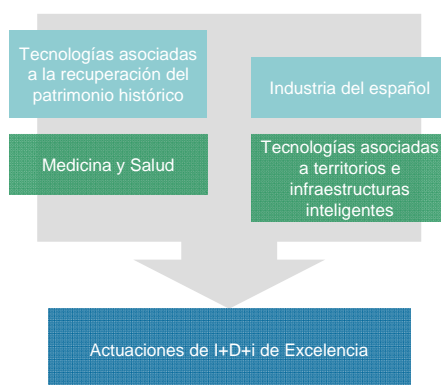 Tecnologías asociadas
a la recuperación del
patrimonio histórico
Industria del español
Medicina y Salud
Tecnologías asociadas
a territorios e
infraestructuras
inteligentes
Actuaciones de I+D+i de Excelencia